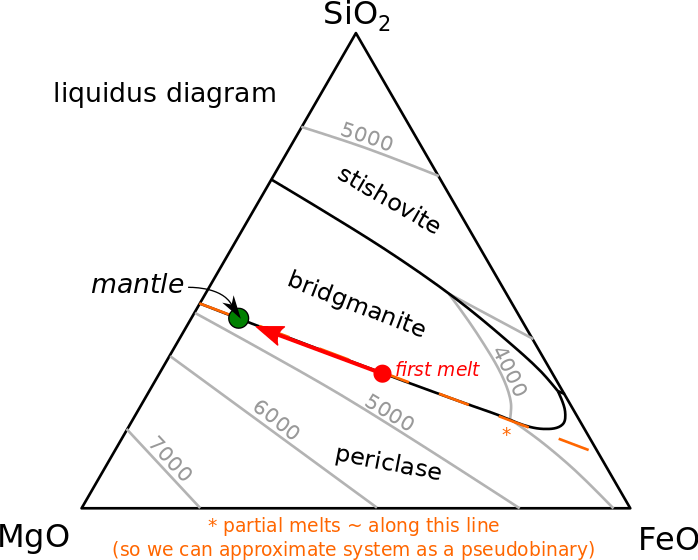 SiO₂
liquidus diagram
5000
stishovite
mantle
bridgmanite
first melt
4000
5000
6000
*
7000
periclase
MgO
* partial melts ~ along this line
FeO
(so we can approximate system as a pseudobinary)